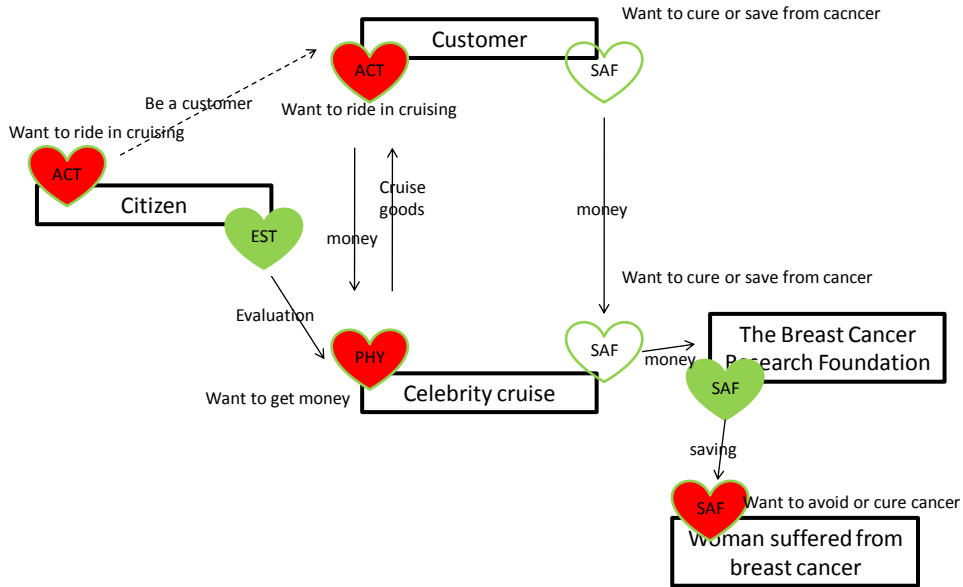 Want to cure or save from cacncer
Customer
ACT
SAF
Be a customer
Want to ride in cruising
Want to ride in cruising
ACT
Cruise
goods
Citizen
money
money
EST
Want to cure or save from cancer
Evaluation
The Breast Cancer
Research Foundation
PHY
SAF
money
Want to get money
Celebrity cruise
SAF
saving
SAF
Want to avoid or cure cancer
Woman suffered from
breast cancer